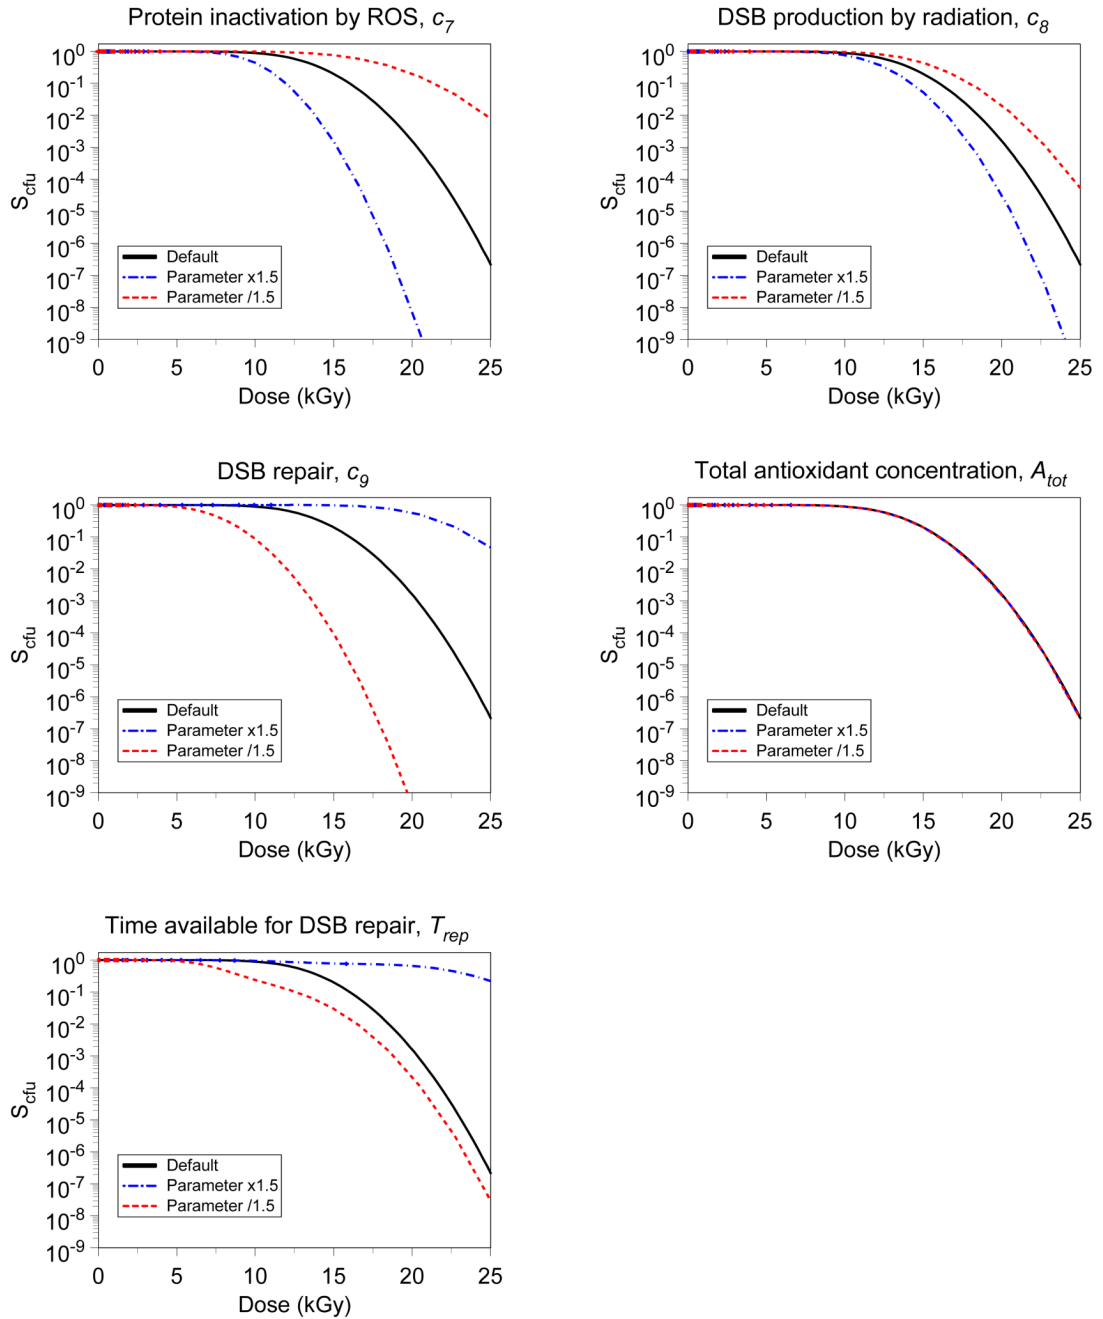 Protein inactivation by ROS, c7
10^0
10^-1
10^-2
10^-3
10^-4
10^-5
10^-6
10^-7
10^-8
10^-9
S_cfu
Default
Parameter x1.5
Parameter /1.5
0 5 10 15 20 25
Dose (kGy)
DSB production by radiation, c8
10^0
10^-1
10^-2
10^-3
10^-4
10^-5
10^-6
10^-7
10^-8
10^-9
S_cfu
Default
Parameter x1.5
Parameter /1.5
0 5 10 15 20 25
Dose (kGy)
DSB repair, c9
10^0
10^-1
10^-2
10^-3
10^-4
10^-5
10^-6
10^-7
10^-8
10^-9
S_cfu
Default
Parameter x1.5
Parameter /1.5
0 5 10 15 20 25
Dose (kGy)
Total antioxidant concentration, A_tot
10^0
10^-1
10^-2
10^-3
10^-4
10^-5
10^-6
10^-7
10^-8
10^-9
S_cfu
Default
Parameter x1.5
Parameter /1.5
0 5 10 15 20 25
Dose (kGy)
Time available for DSB repair, T_rep
10^0
10^-1
10^-2
10^-3
10^-4
10^-5
10^-6
10^-7
10^-8
10^-9
S_cfu
Default
Parameter x1.5
Parameter /1.5
0 5 10 15 20 25
Dose (kGy)